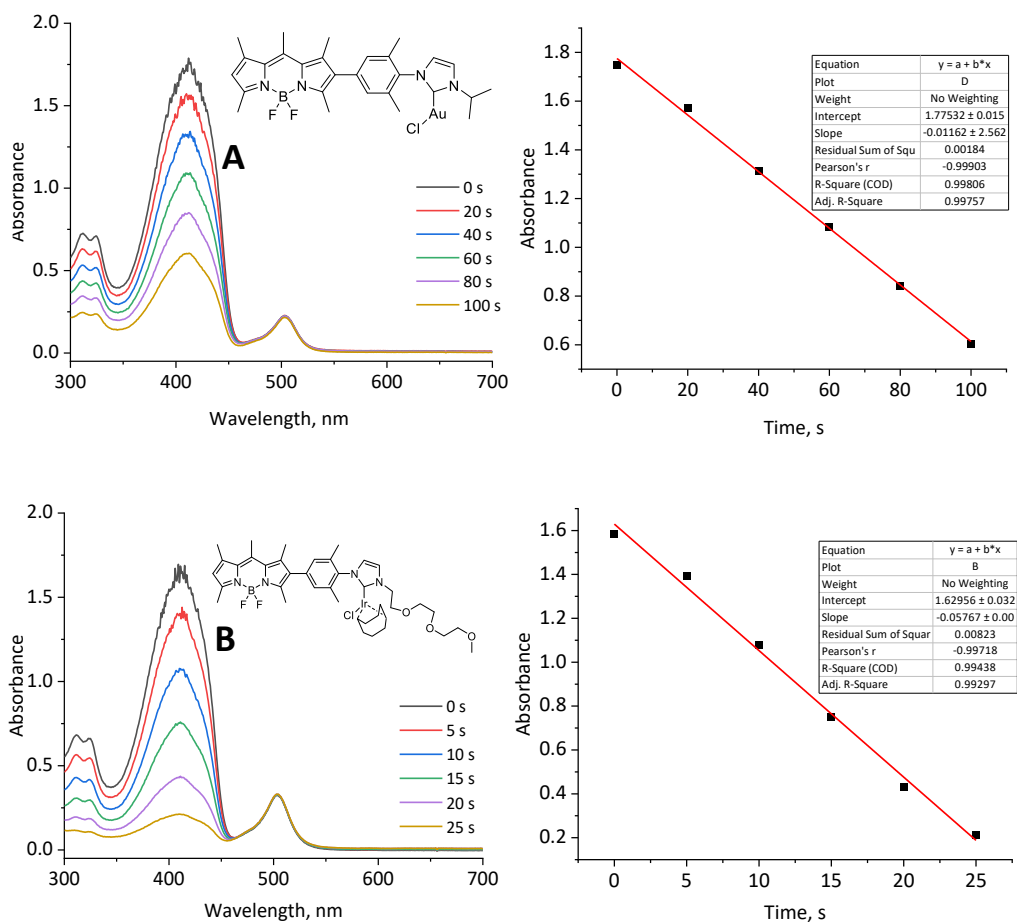 2.0
1.5
1.0
0.5
0.0
300
400
500
600
700
Absorbance
Wavelength, nm
A
0 s
20 s
40 s
60 s
80 s
100 s
N
N
B
F
F
N
N
Au
Cl
1.8
1.6
1.4
1.2
1.0
0.8
0.6
0
20
40
60
80
100
Absorbance
Time, s
Equation y = a + b*x
Plot D
Weight No Weighting
Intercept 1.77532 ± 0.015
Slope -0.01162 ± 2.562
Residual Sum of Squ 0.00184
Pearson's r -0.99903
R-Square (COD) 0.99806
Adj. R-Square 0.99757
2.0
1.5
1.0
0.5
0.0
300
400
500
600
700
Absorbance
Wavelength, nm
B
0 s
5 s
10 s
15 s
20 s
25 s
N
N
B
F
F
N
N
Ir
Cl
O
O
O
1.6
1.4
1.2
1.0
0.8
0.6
0.4
0.2
0
5
10
15
20
25
Absorbance
Time, s
Equation y = a + b*x
Plot B
Weight No Weighting
Intercept 1.62956 ± 0.032
Slope -0.05767 ± 0.00
Residual Sum of Squar 0.00823
Pearson's r -0.99718
R-Square (COD) 0.99438
Adj. R-Square 0.99297